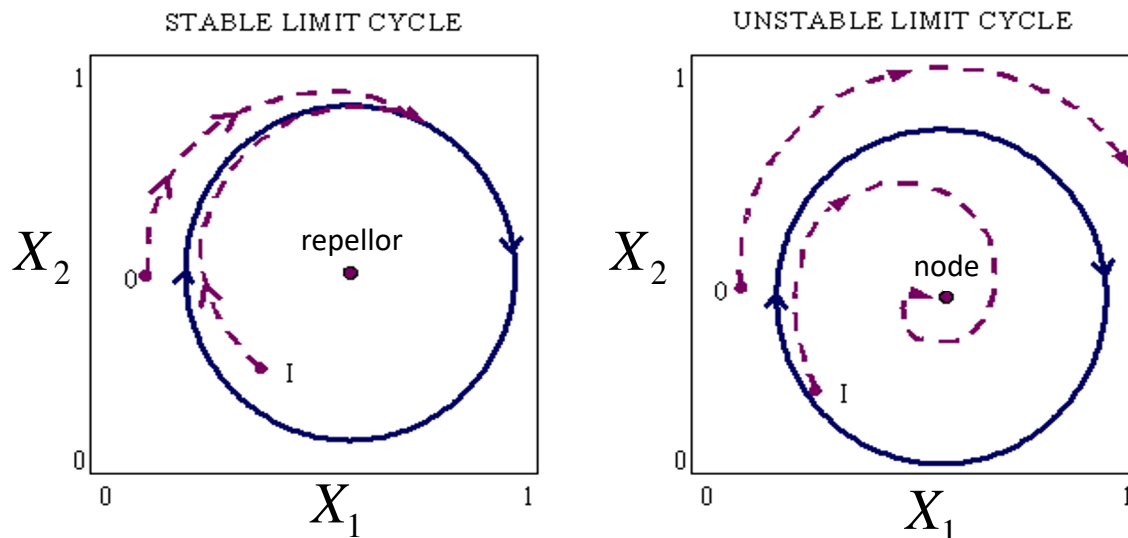 STABLE LIMIT CYCLE
1
repellor
X2
0
I
0
0
X1
1
UNSTABLE LIMIT CYCLE
1
node
X2
0
I
0
0
X1
1